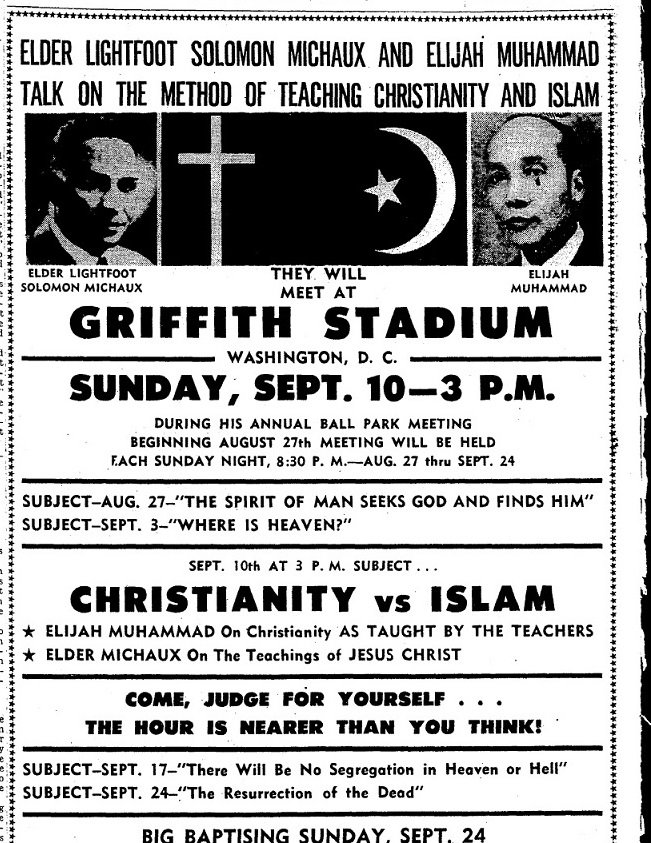 ELDER LIGHTFOOT SOLOMON MICHAUX AND ELIJAH MUHAMMAD
TALK ON THE METHOD OF TEACHING CHRISTIANITY AND ISLAM
ELDER LIGHTFOOT
SOLOMON MICHAUX
THEY WILL
MEET AT
ELIJAH
MUHAMMAD
GRIFFITH STADIUM
WASHINGTON, D. C.
SUNDAY, SEPT. 10—3 P.M.
DURING HIS ANNUAL BALL PARK MEETING
BEGINNING AUGUST 27th MEETING WILL BE HELD
EACH SUNDAY NIGHT, 8:30 P. M.—AUG. 27 thru SEPT. 24
SUBJECT—AUG. 27—"THE SPIRIT OF MAN SEEKS GOD AND FINDS HIM"
SUBJECT—SEPT. 3—"WHERE IS HEAVEN?"
SEPT. 10th AT 3 P. M. SUBJECT . . .
CHRISTIANITY vs ISLAM
★ ELIJAH MUHAMMAD On Christianity AS TAUGHT BY THE TEACHERS
★ ELDER MICHAUX On The Teachings of JESUS CHRIST
COME, JUDGE FOR YOURSELF . . .
THE HOUR IS NEARER THAN YOU THINK!
SUBJECT—SEPT. 17—"There Will Be No Segregation in Heaven or Hell"
SUBJECT—SEPT. 24—"The Resurrection of the Dead"
BIG BAPTISING SUNDAY, SEPT. 24